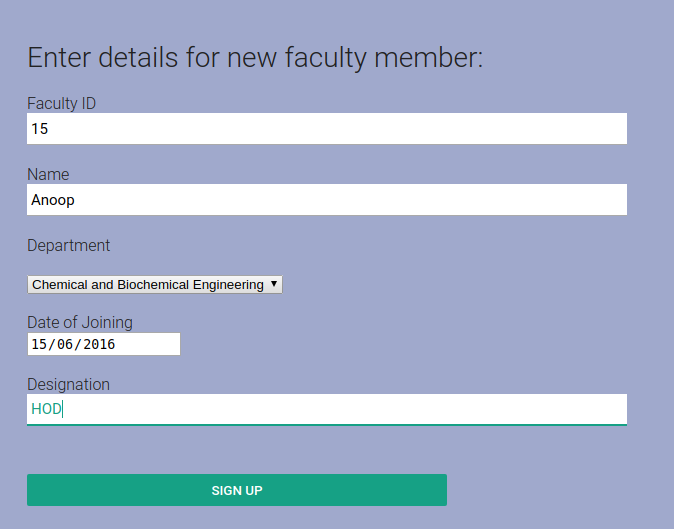 Enter details for new faculty member:
Faculty ID
15
Name
Anoop
Department
Chemical and Biochemical Engineering
Date of Joining
15/06/2016
Designation
HOD
SIGN UP